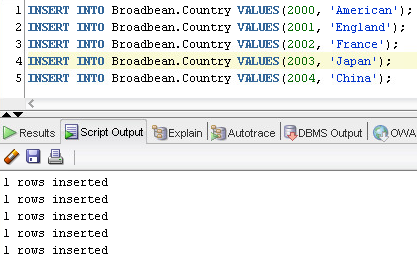 1 INSERT INTO Broadbean.Country VALUES(2000, 'American');
2 INSERT INTO Broadbean.Country VALUES(2001, 'England');
3 INSERT INTO Broadbean.Country VALUES(2002, 'France');
4 INSERT INTO Broadbean.Country VALUES(2003, 'Japan');
5 INSERT INTO Broadbean.Country VALUES(2004, 'China');
Results Script Output Explain Autotrace DBMS Output OWA
1 rows inserted
1 rows inserted
1 rows inserted
1 rows inserted
1 rows inserted